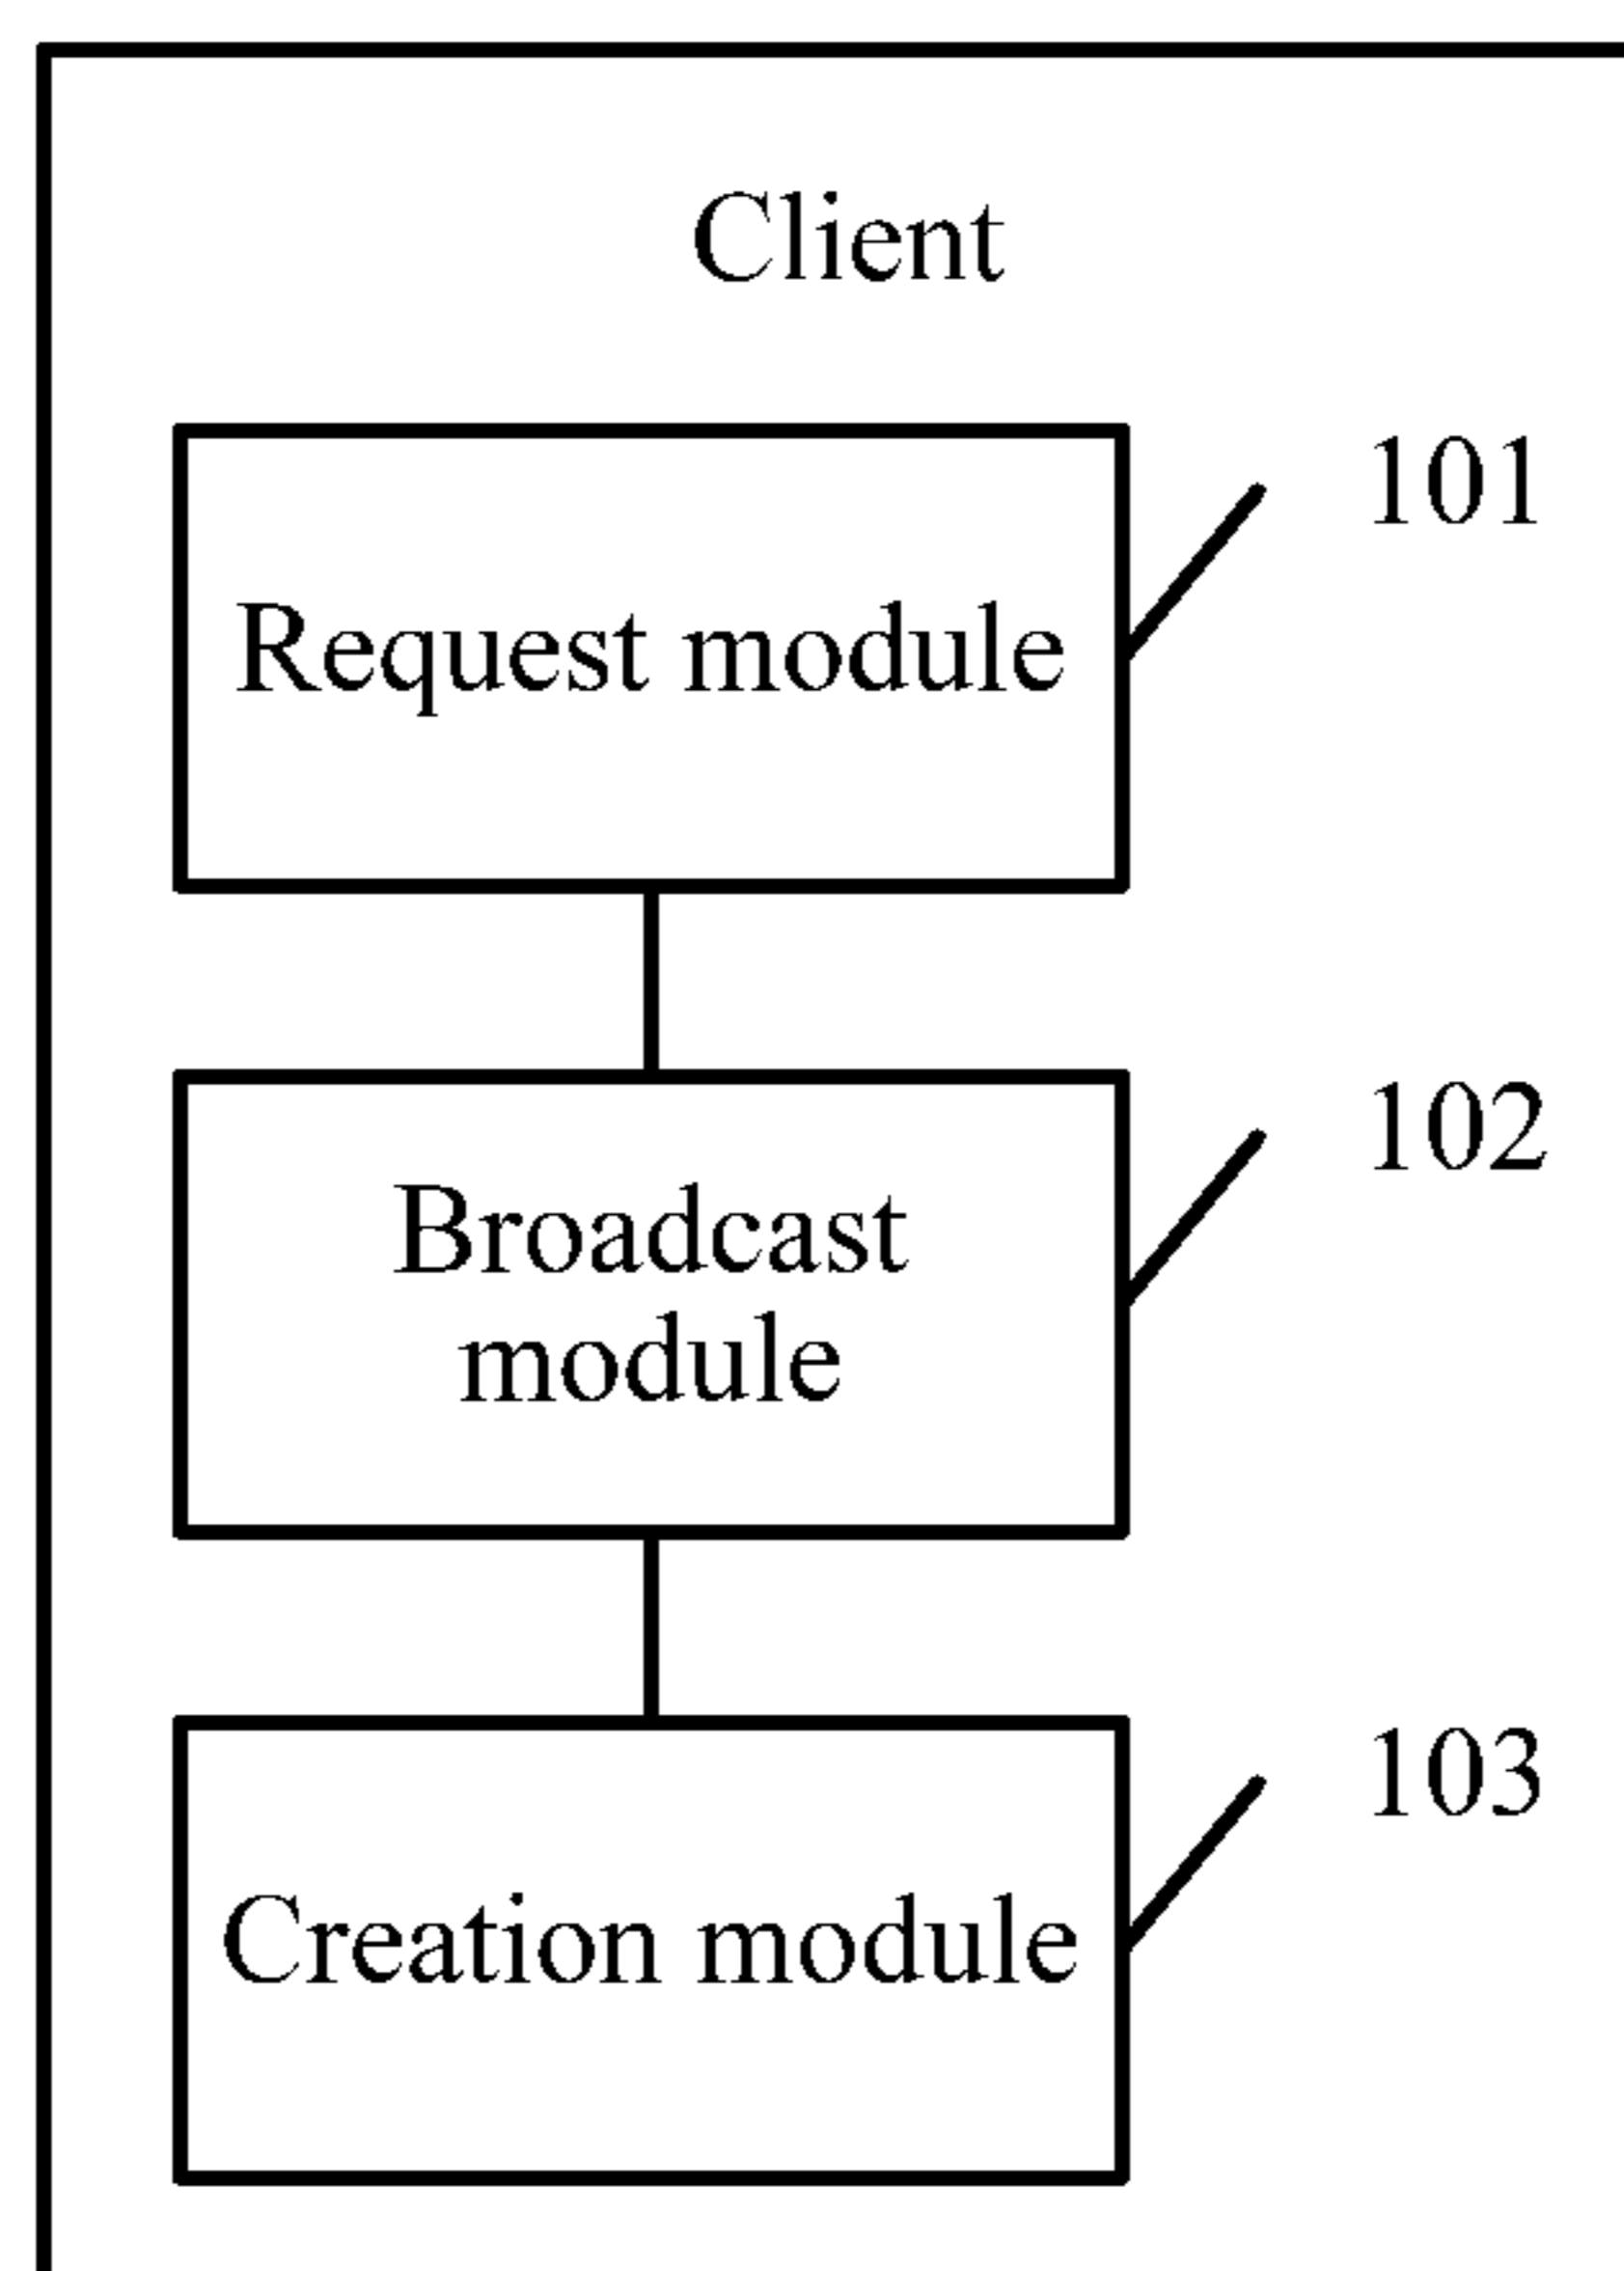 Client
101
Request module
102
Broadcast
module
103
Creation module